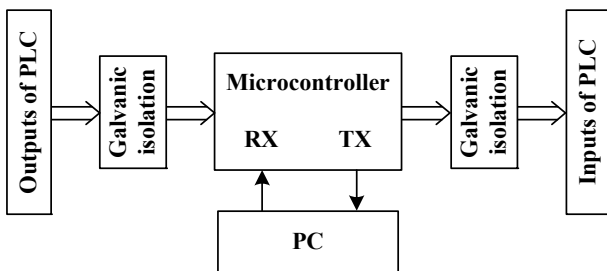 Outputs of PLC
Galvanic
isolation
Microcontroller
RX TX
Galvanic
isolation
Inputs of PLC
PC